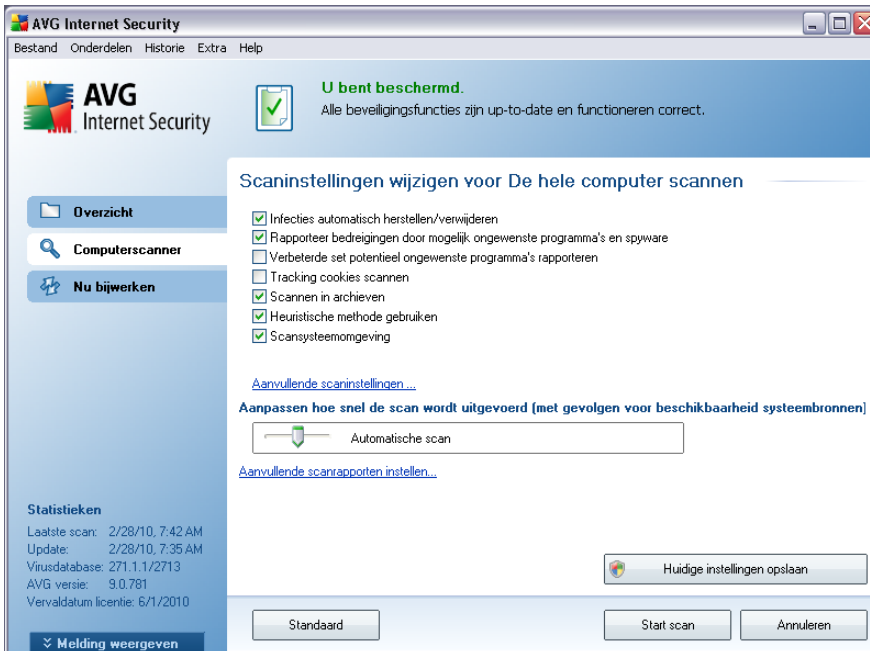 AVG Internet Security
Bestand Onderdelen Historie Extra Help
AVG
Internet Security
U bent beschermd.
Alle beveiligingsfuncties zijn up-to-date en functioneren correct.
Overzicht
Computerscanner
Nu bijwerken
Scaninstellingen wijzigen voor De hele computer scannen
Infecties automatisch herstellen/verwijderen
Rapporteer bedreigingen door mogelijk ongewenste programma's en spyware
Verbeterde set potentieel ongewenste programma's rapporteren
Tracking cookies scannen
Scannen in archieven
Heuristische methode gebruiken
Scansysteemomgeving
Aanvullende scaninstellingen ...
Aanpassen hoe snel de scan wordt uitgevoerd (met gevolgen voor beschikbaarheid systeembronnen)
Automatische scan
Aanvullende scanrapporten instellen...
Statistieken
Laatste scan: 2/28/10, 7:42 AM
Update: 2/28/10, 7:35 AM
Virusdatabase: 271.1.1/2713
AVG versie: 9.0.781
Vervaldatum licentie: 6/1/2010
Melding weergeven
Huidige instellingen opslaan
Standaard
Start scan
Annuleren